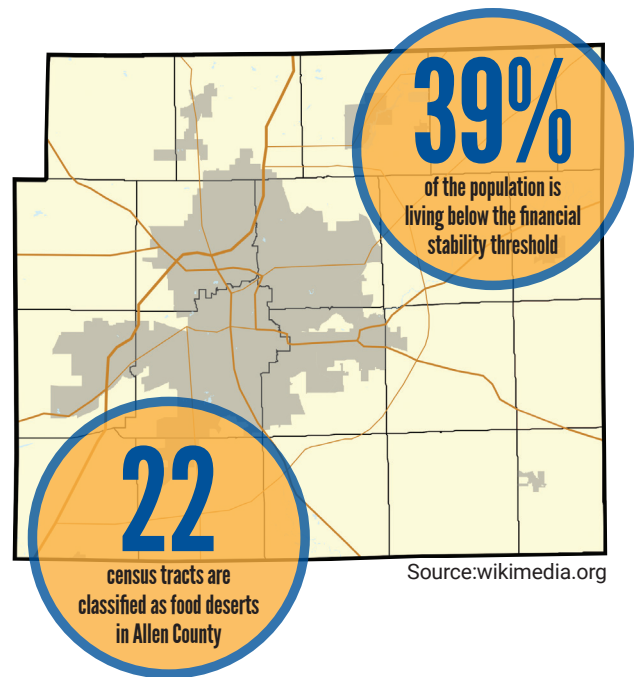 39%
of the population is
living below the financial
stability threshold
22
census tracts are
classified as food deserts
in Allen County
Source:wikimedia.org